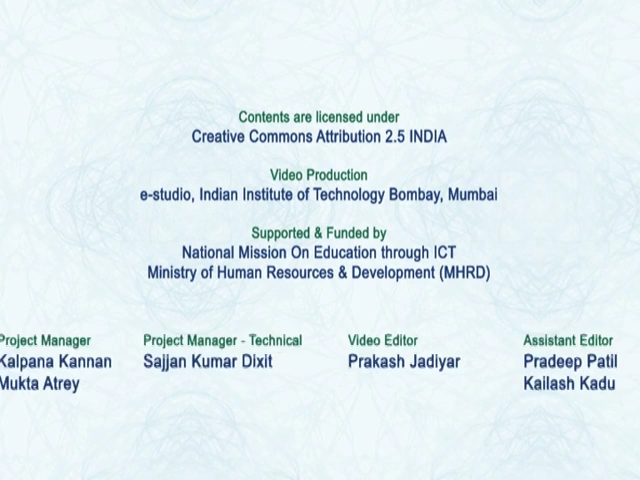 Contents are licensed under
Creative Commons Attribution 2.5 INDIA
Video Production
e-studio, Indian Institute of Technology Bombay, Mumbai
Supported & Funded by
National Mission On Education through ICT
Ministry of Human Resources & Development (MHRD)
Project Manager
Kalpana Kannan
Mukta Atrey
Project Manager - Technical
Sajjan Kumar Dixit
Video Editor
Prakash Jadiyar
Assistant Editor
Pradeep Patil
Kailash Kadu